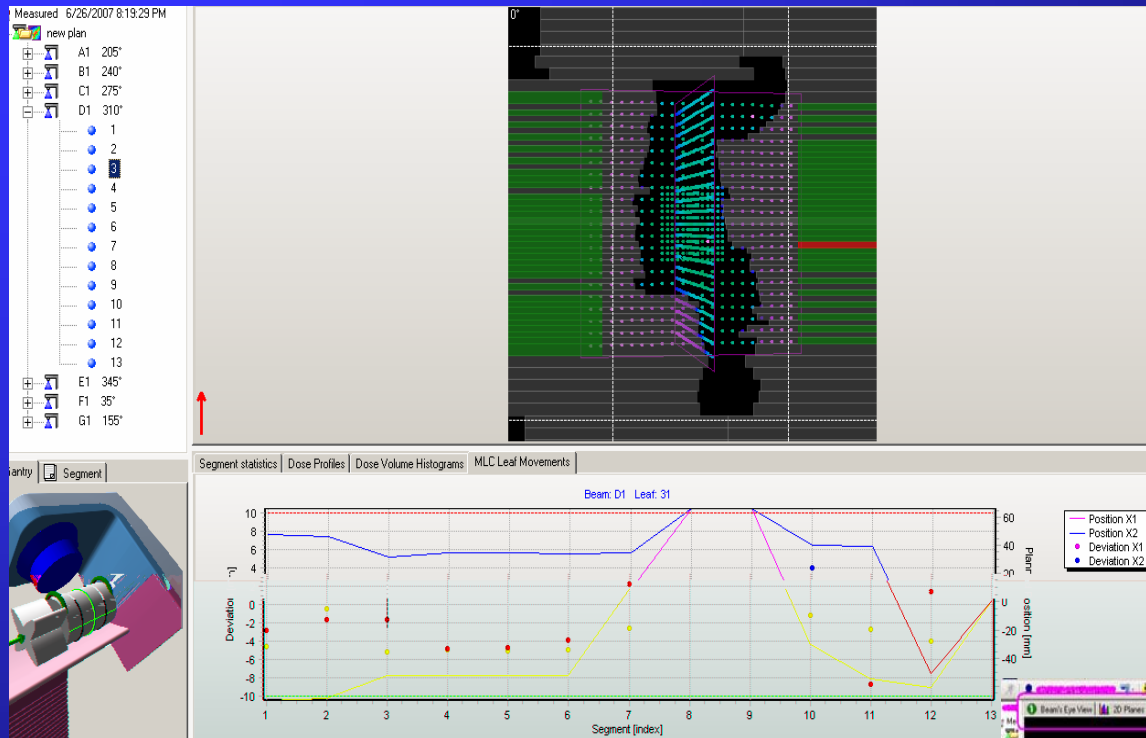 Measured 6/26/2007 8:19:29 PM
new plan
A1 205°
B1 240°
C1 275°
D1 310°
1
2
3
4
5
6
7
8
9
10
11
12
13
E1 345°
F1 35°
G1 155°
0°
antry Segment
Segment statistics Dose Profiles Dose Volume Histograms MLC Leaf Movements
Beam: D1 Leaf: 31
10
8
6
4
0
-2
-4
-6
-8
-10
Deviation
60
40
20
0
-20
-40
osition [mm]
1 2 3 4 5 6 7 8 9 10 11 12 13
Segment [index]
Position X1
Position X2
Deviation X1
Deviation X2
Beam's Eye View 2D Planes